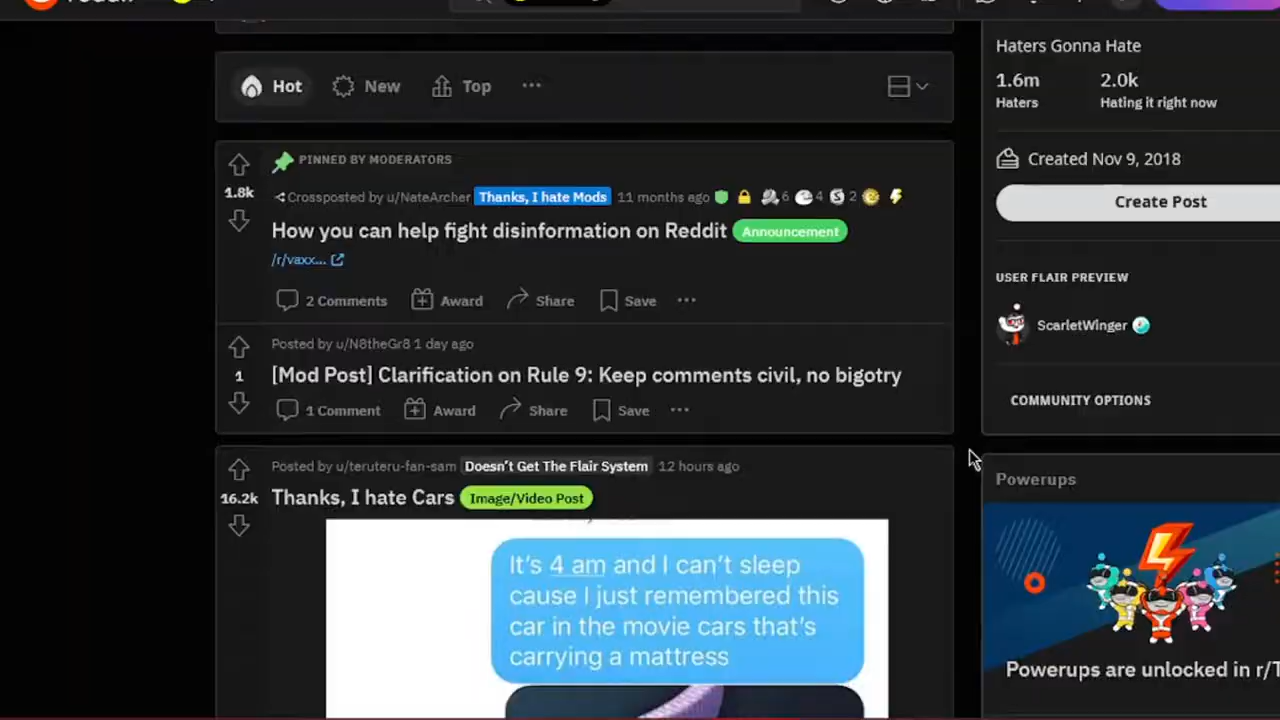 Hot
New
Top
PINNED BY MODERATORS
1.8k
Crossposted by u/NateArcher Thanks, I hate Mods 11 months ago 6 4 2
How you can help fight disinformation on Reddit Announcement
/r/vaxx...
2 Comments Award Share Save
Posted by u/N8theGr8 1 day ago
1
[Mod Post] Clarification on Rule 9: Keep comments civil, no bigotry
1 Comment Award Share Save
Posted by u/teruteru-fan-sam Doesn't Get The Flair System 12 hours ago
16.2k
Thanks, I hate Cars Image/Video Post
It's 4 am and I can't sleep
cause I just remembered this
car in the movie cars that's
carrying a mattress
Haters Gonna Hate
1.6m 2.0k
Haters Hating it right now
Created Nov 9, 2018
Create Post
USER FLAIR PREVIEW
ScarletWinger
COMMUNITY OPTIONS
Powerups
Powerups are unlocked in r/T